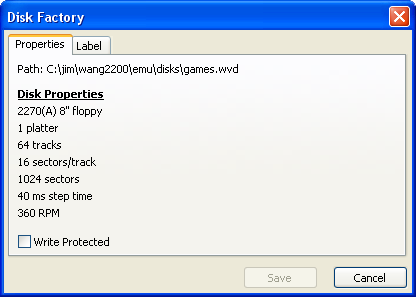 Disk Factory
Properties Label
Path: C:\jim\wang2200\emu\disks\games.wvd
Disk Properties
2270(A) 8" floppy
1 platter
64 tracks
16 sectors/track
1024 sectors
40 ms step time
360 RPM
Write Protected
Save Cancel